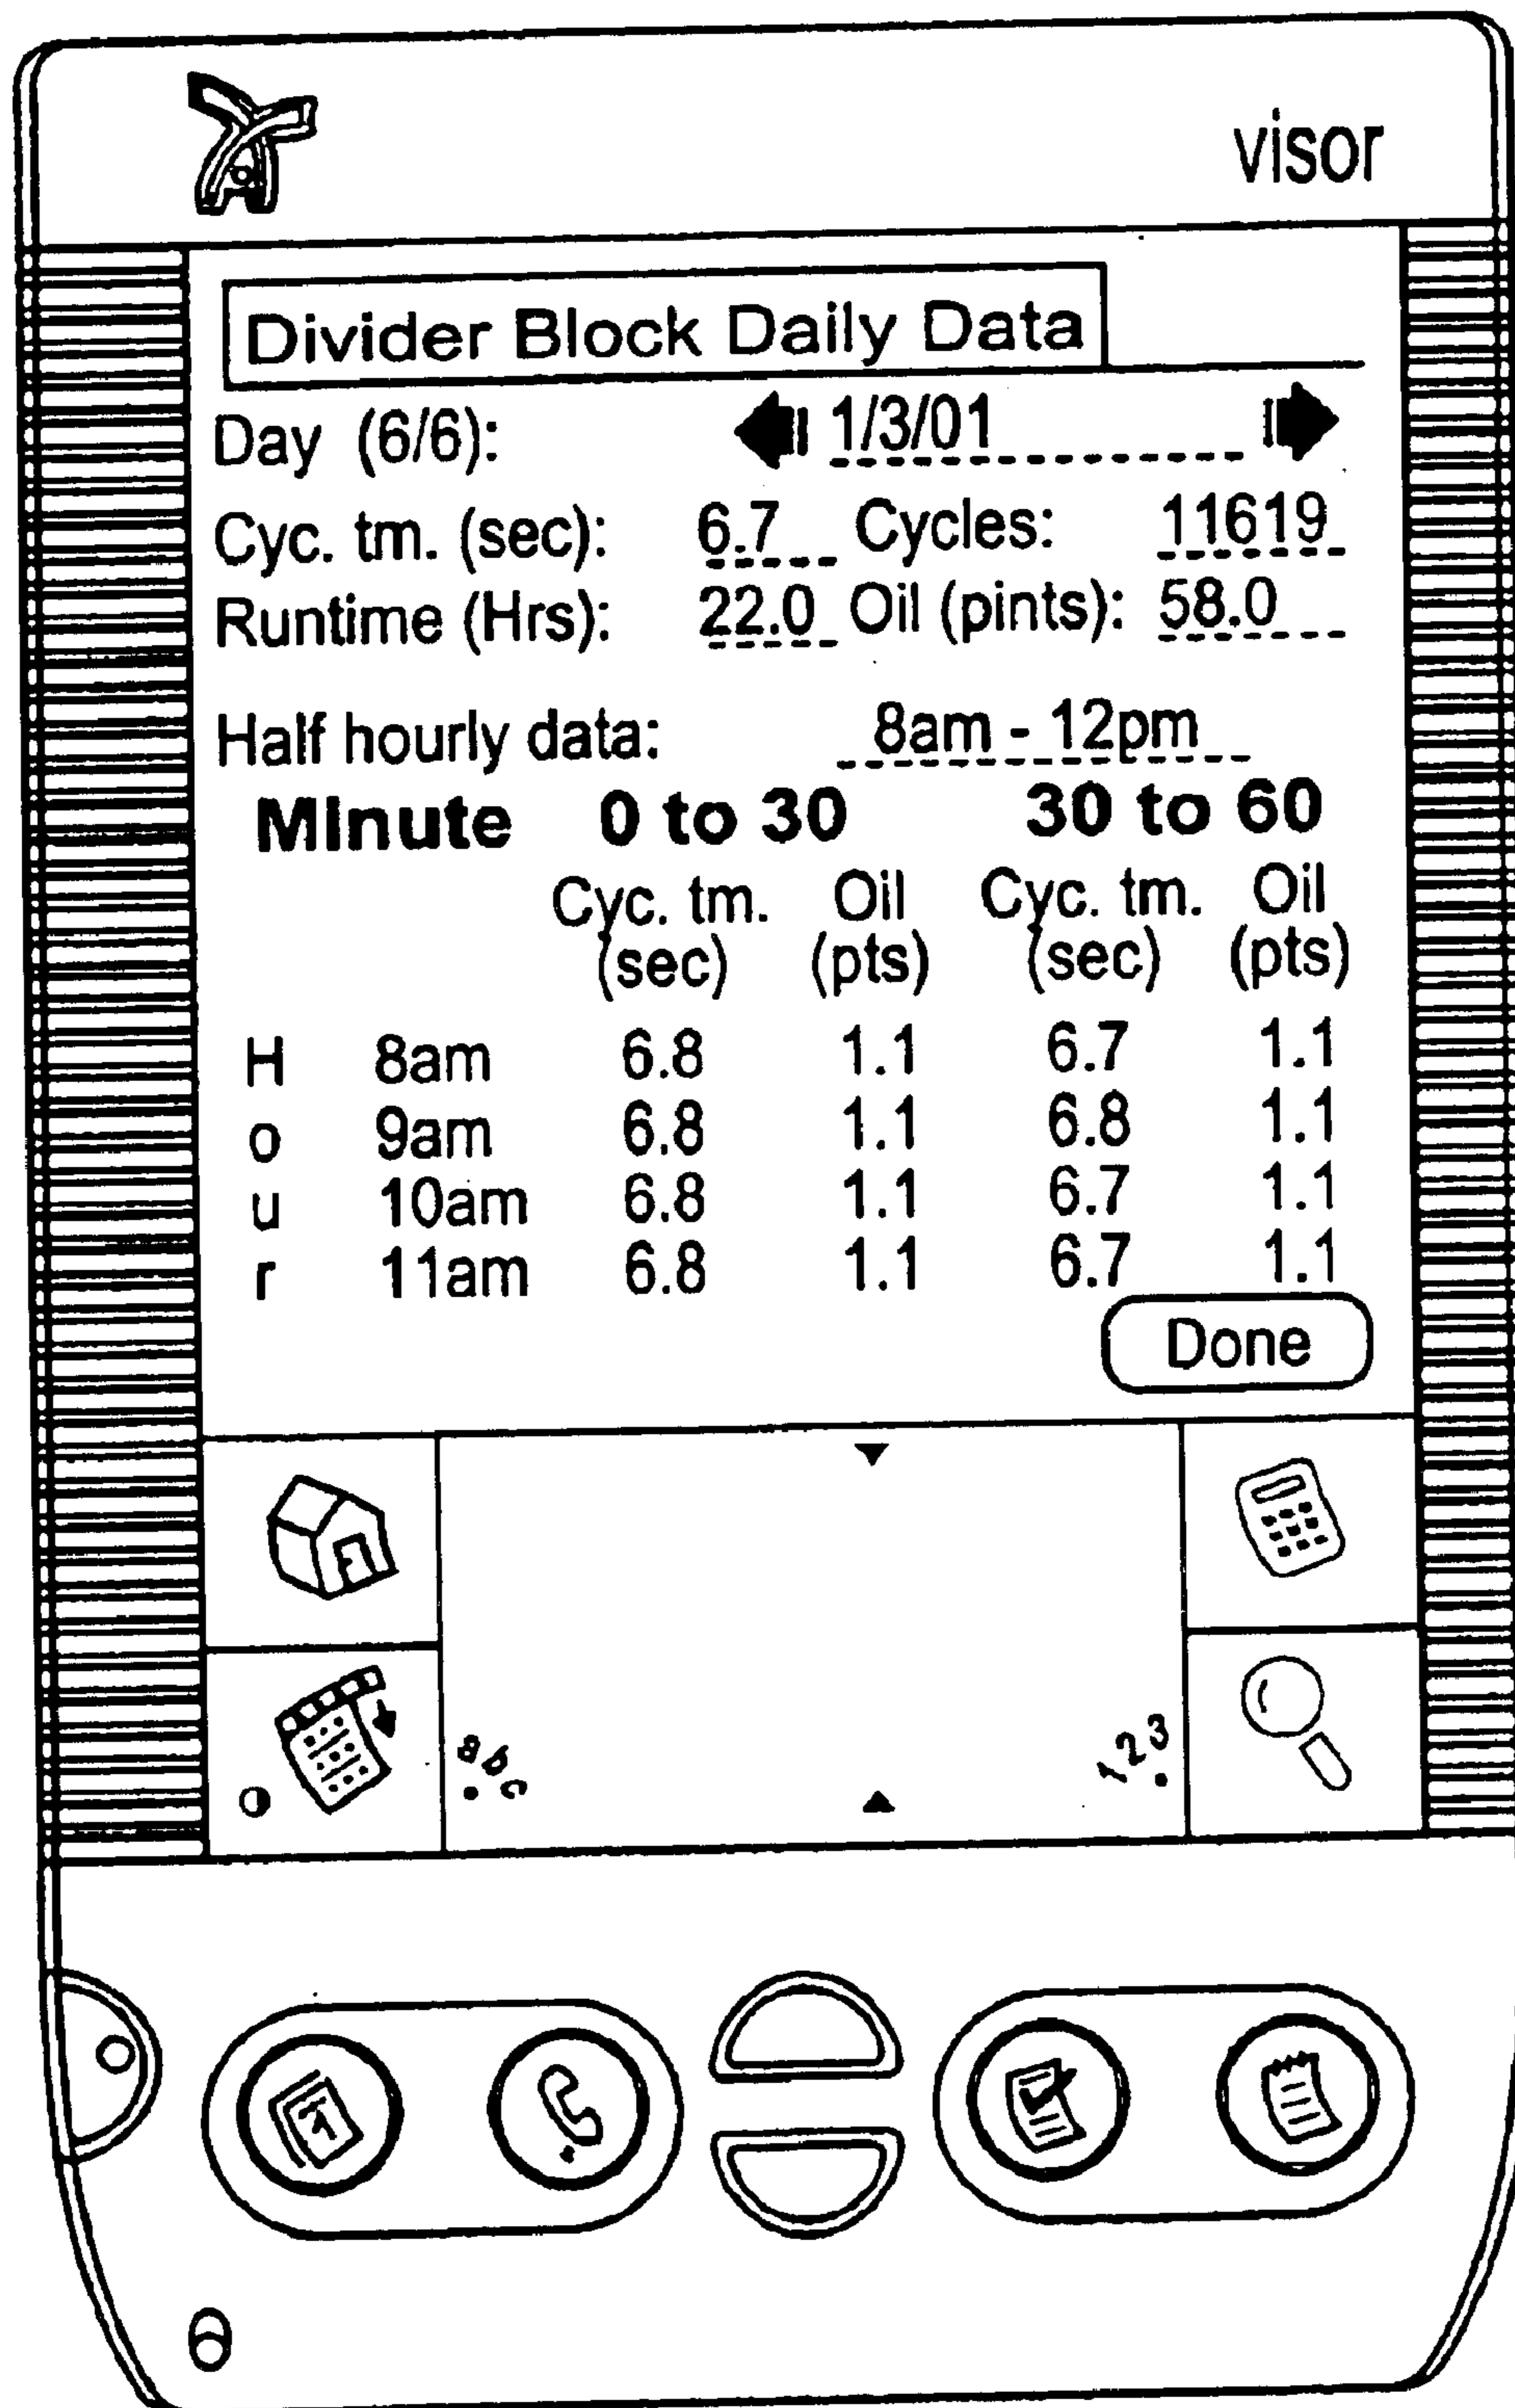 visor
Divider Block Daily Data
Day (6/6): 1/3/01
Cyc. tm. (sec): 6.7 Cycles: 11619
Runtime (Hrs): 22.0 Oil (pints): 58.0
Half hourly data: 8am - 12pm
Minute 0 to 30 30 to 60
Cyc. tm. Oil Cyc. tm. Oil
(sec) (pts) (sec) (pts)
H 8am 6.8 1.1 6.7 1.1
o 9am 6.8 1.1 6.8 1.1
u 10am 6.8 1.1 6.7 1.1
r 11am 6.8 1.1 6.7 1.1
Done
abc 123
1